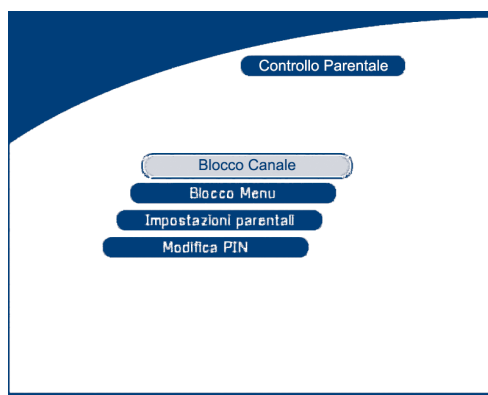 Controllo Parentale
Blocco Canale
Blocco Menu
Impostazioni parentali
Modifica PIN